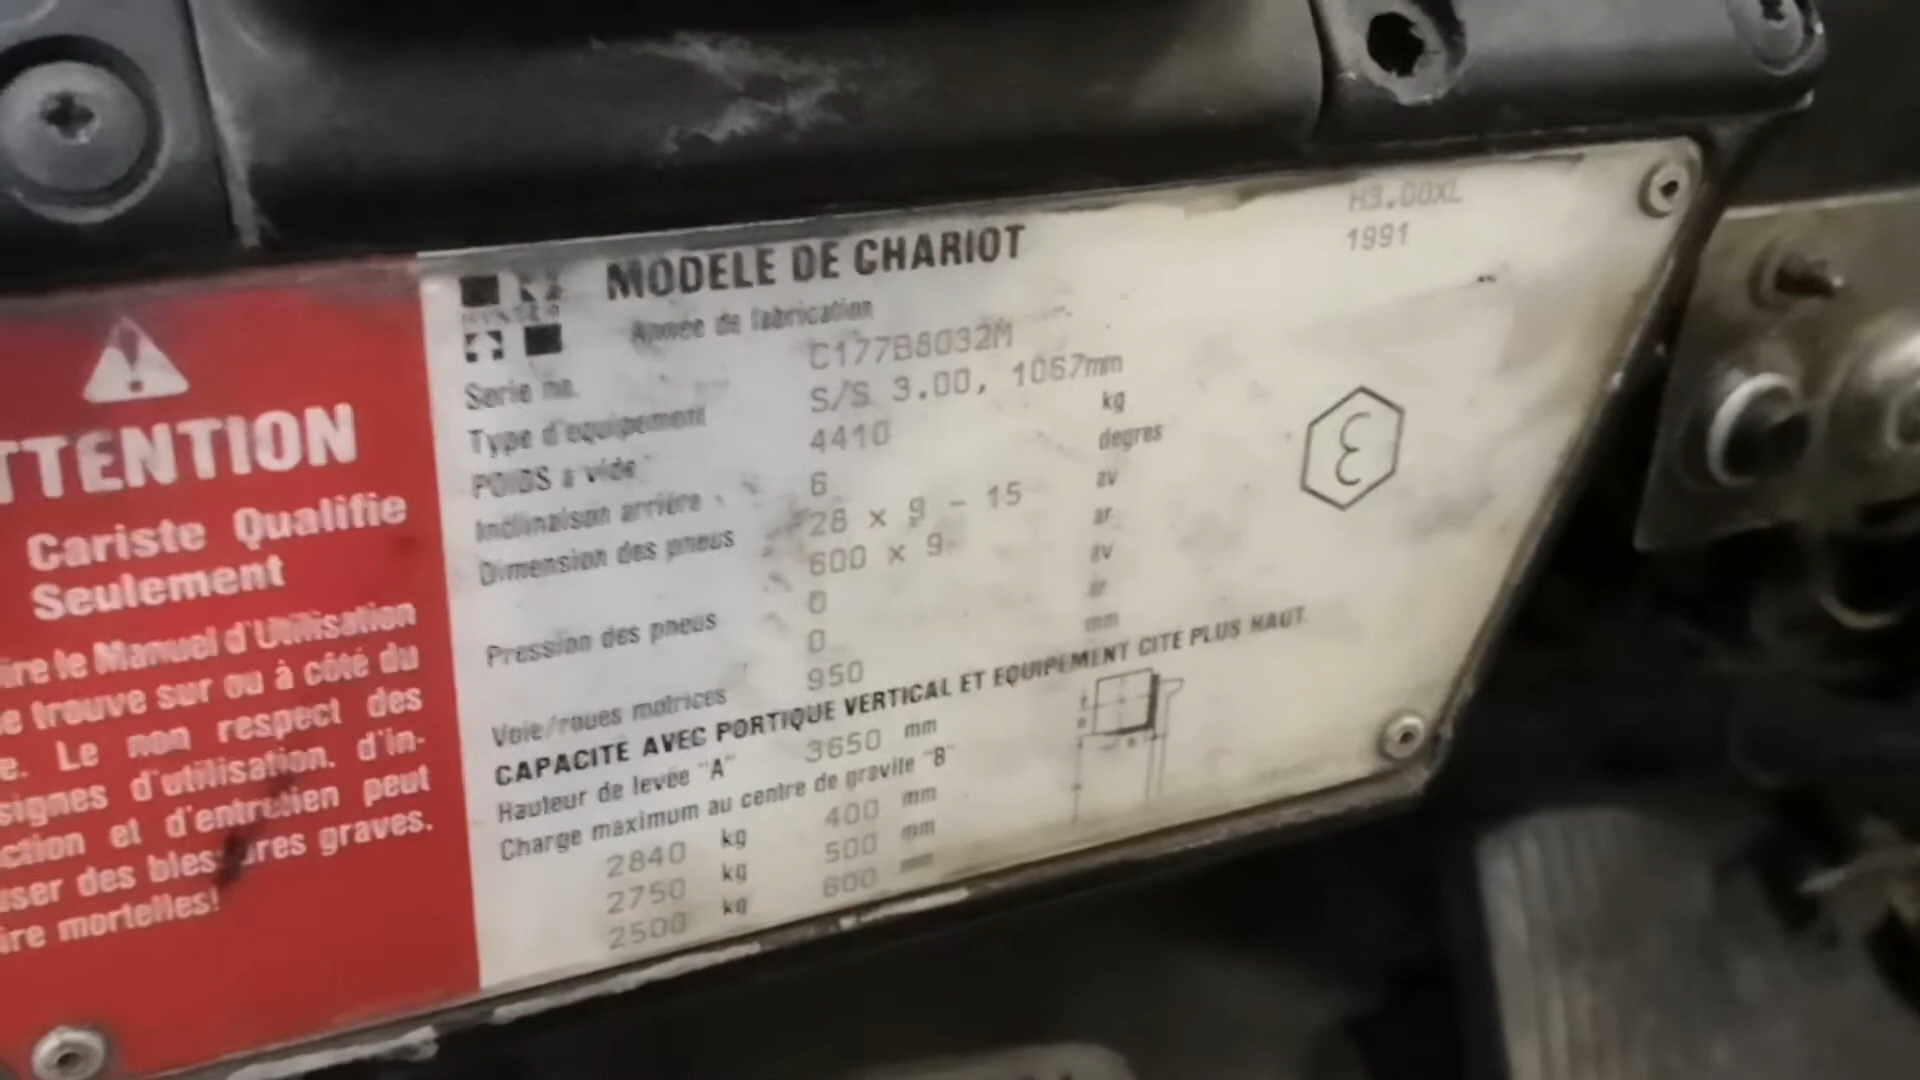 TTENTION
Cariste Qualifie
Seulement
ire le Manuel d'Utilisation
e trouve sur ou à côté du
e. Le non respect des
signes d'utilisation, d'in-
ction et d'entretien peut
user des bles ures graves,
ire mortelles!
HYSTER
MODELE DE CHARIOT H3.00XL
Année de fabrication 1991
Serie no. C177B8032M
Type d'equipement S/S 3.00, 1067mm
POIDS a vide 4410 kg
Inclinaison arrière 6 degres
Dimension des pneus 28 x 9 - 15 av
600 x 9 ar
Pression des pneus 0 av
0 ar
Voie/roues motrices 950 mm
CAPACITE AVEC PORTIQUE VERTICAL ET EQUIPEMENT CITE PLUS HAUT.
Hauteur de levée "A" 3650 mm
Charge maximum au centre de gravite "B"
2840 kg 400 mm
2750 kg 500 mm
2500 kg 600 mm